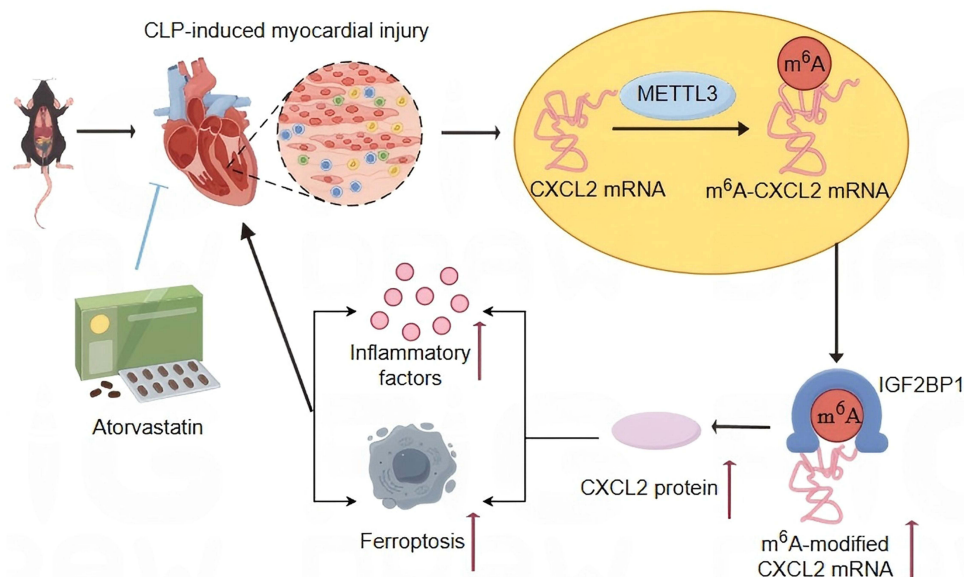 CLP-induced myocardial injury
m⁶A
METTL3
CXCL2 mRNA
m⁶A-CXCL2 mRNA
Inflammatory
factors
IGF2BP1
m⁶A
Atorvastatin
CXCL2 protein
Ferroptosis
m⁶A-modified
CXCL2 mRNA